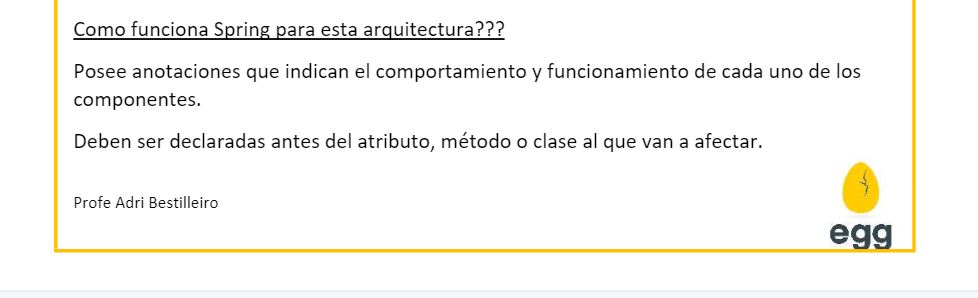 Como funciona Spring para esta arquitectura???
Posee anotaciones que indican el comportamiento y funcionamiento de cada uno de los
componentes.
Deben ser declaradas antes del atributo, método o clase al que van a afectar.
Profe Adri Bestilleiro
egg